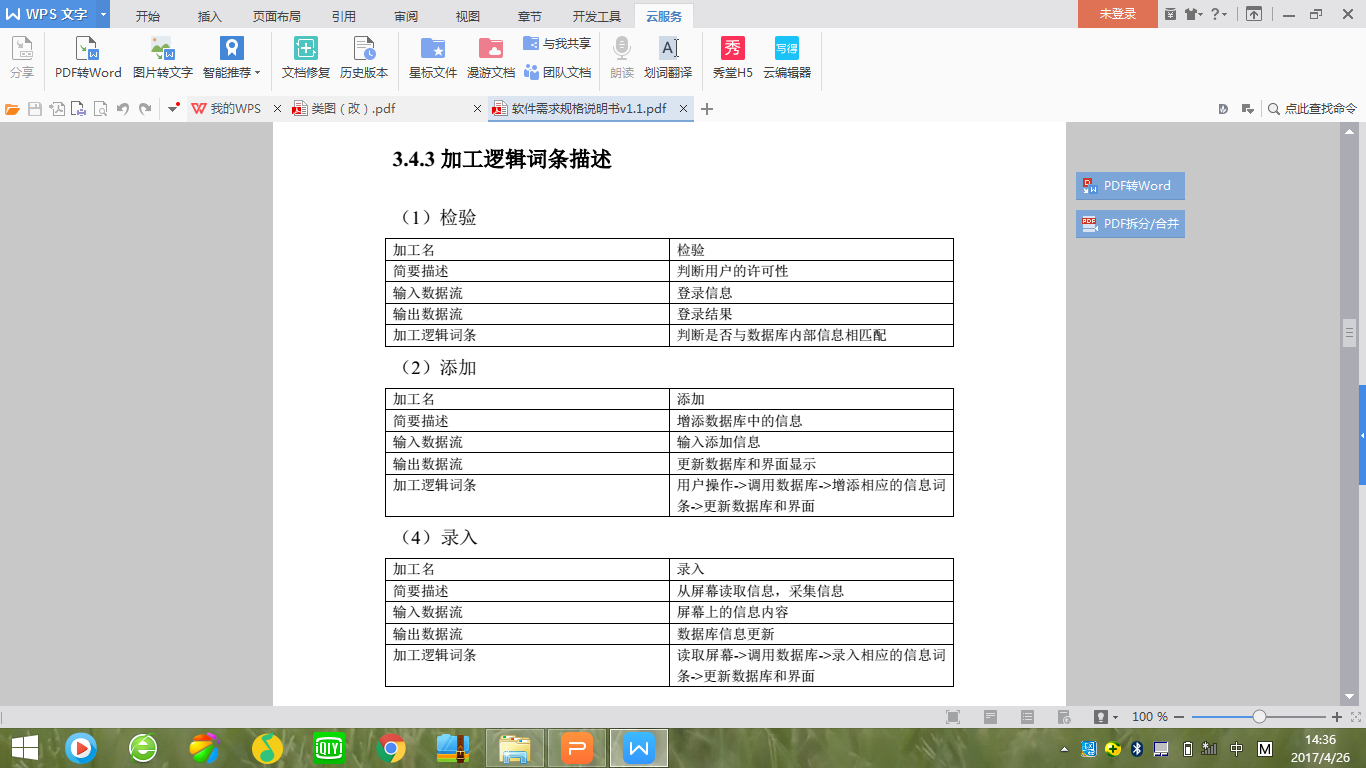 WPS 文字
开始 插入 页面布局 引用 审阅 视图 章节 开发工具 云服务 未登录
分享 PDF转Word 图片转文字 智能推荐 文档修复 历史版本 星标文件 漫游文档 与我共享 团队文档 朗读 划词翻译 秀堂H5 云编辑器
我的WPS 类图（改）.pdf 软件需求规格说明书v1.1.pdf 点此查找命令
3.4.3 加工逻辑词条描述
PDF转Word
PDF拆分/合并
（1）检验
加工名 检验
简要描述 判断用户的许可性
输入数据流 登录信息
输出数据流 登录结果
加工逻辑词条 判断是否与数据库内部信息相匹配
（2）添加
加工名 添加
简要描述 增添数据库中的信息
输入数据流 输入添加信息
输出数据流 更新数据库和界面显示
加工逻辑词条 用户操作->调用数据库->增添相应的信息词
条->更新数据库和界面
（4）录入
加工名 录入
简要描述 从屏幕读取信息，采集信息
输入数据流 屏幕上的信息内容
输出数据流 数据库信息更新
加工逻辑词条 读取屏幕->调用数据库->录入相应的信息词
条->更新数据库和界面
100 %
QIY 中 M 14:36
2017/4/26